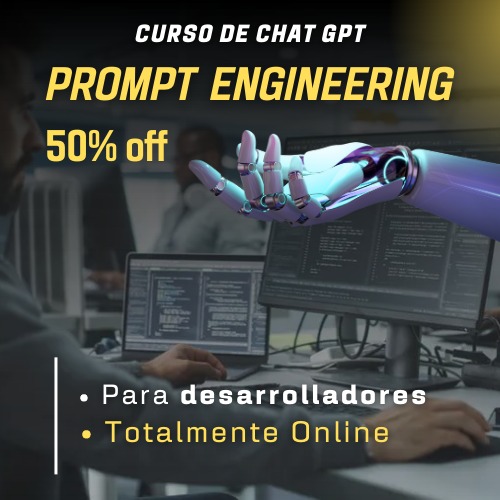 CURSO DE CHAT GPT
PROMPT ENGINEERING
50% off
• Para desarrolladores
• Totalmente Online